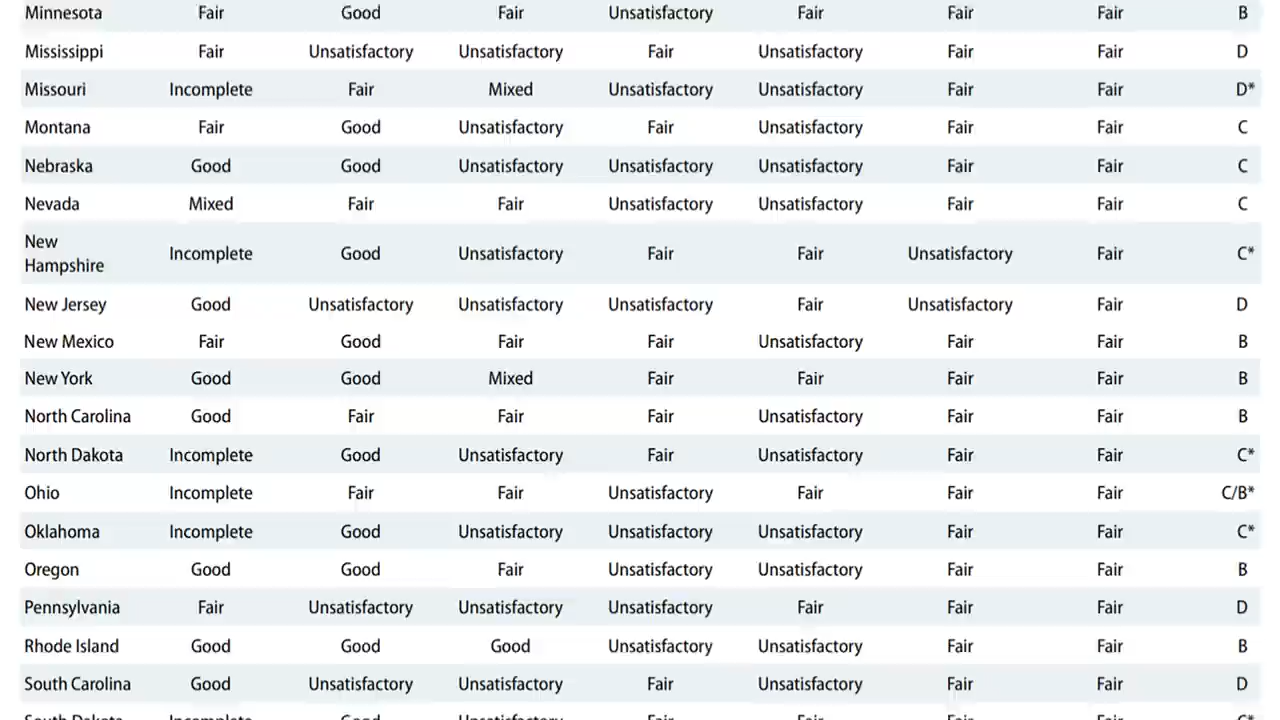 Minnesota Fair Good Fair Unsatisfactory Fair Fair Fair B
Mississippi Fair Unsatisfactory Unsatisfactory Fair Unsatisfactory Fair Fair D
Missouri Incomplete Fair Mixed Unsatisfactory Unsatisfactory Fair Fair D*
Montana Fair Good Unsatisfactory Fair Unsatisfactory Fair Fair C
Nebraska Good Good Unsatisfactory Unsatisfactory Unsatisfactory Fair Fair C
Nevada Mixed Fair Fair Unsatisfactory Unsatisfactory Fair Fair C
New
Hampshire Incomplete Good Unsatisfactory Fair Fair Unsatisfactory Fair C*
New Jersey Good Unsatisfactory Unsatisfactory Unsatisfactory Fair Unsatisfactory Fair D
New Mexico Fair Good Fair Fair Unsatisfactory Fair Fair B
New York Good Good Mixed Fair Fair Fair Fair B
North Carolina Good Fair Fair Fair Unsatisfactory Fair Fair B
North Dakota Incomplete Good Unsatisfactory Fair Unsatisfactory Fair Fair C*
Ohio Incomplete Fair Fair Unsatisfactory Fair Fair Fair C/B*
Oklahoma Incomplete Good Unsatisfactory Unsatisfactory Unsatisfactory Fair Fair C*
Oregon Good Good Fair Unsatisfactory Unsatisfactory Fair Fair B
Pennsylvania Fair Unsatisfactory Unsatisfactory Unsatisfactory Fair Fair Fair D
Rhode Island Good Good Good Unsatisfactory Unsatisfactory Fair Fair B
South Carolina Good Unsatisfactory Unsatisfactory Fair Unsatisfactory Fair Fair D
South Dakota Incomplete Good Unsatisfactory Fair Unsatisfactory Fair Fair C*